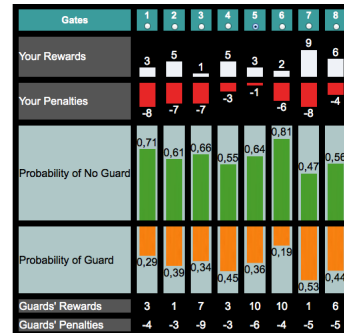 Gates 1 2 3 4 5 6 7 8
Your Rewards 3 5 1 5 3 2 9 6
Your Penalties -8 -7 -7 -3 -1 -6 -8 -4
Probability of No Guard 0,71 0,61 0,66 0,55 0,64 0,81 0,47 0,56
Probability of Guard 0,29 0,39 0,34 0,45 0,36 0,19 0,53 0,44
Guards' Rewards 3 1 7 3 10 10 1 6
Guards' Penalties -4 -3 -9 -3 -6 -4 -5 -5